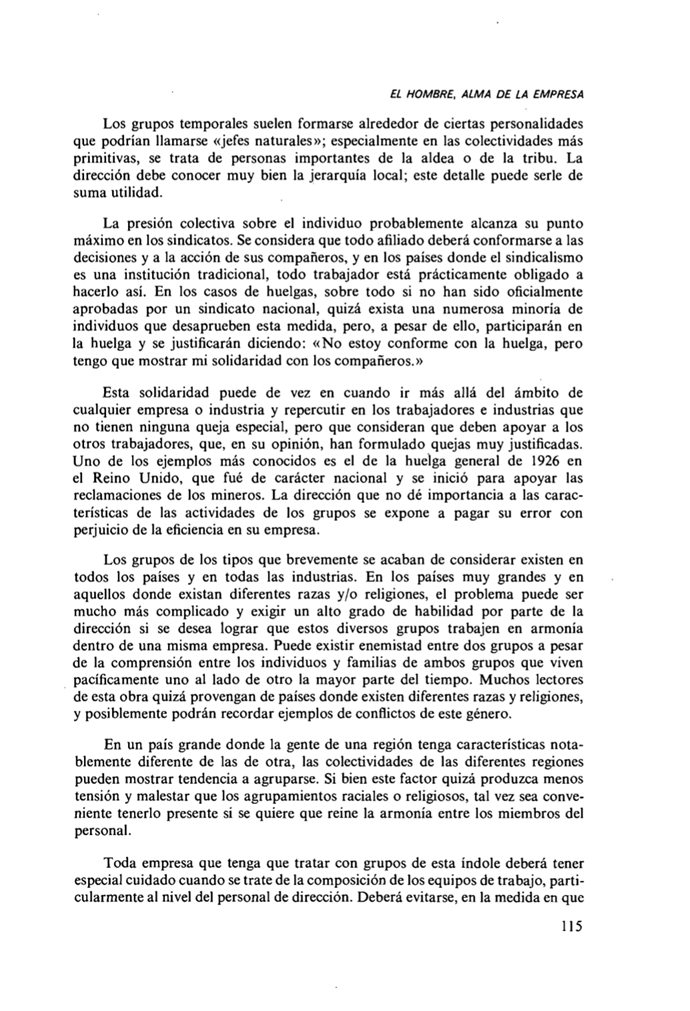 EL HOMBRE, ALMA DE LA EMPRESA
Los grupos temporales suelen formarse alrededor de ciertas personalidades
que podrían llamarse «jefes naturales»; especialmente en las colectividades más
primitivas, se trata de personas importantes de la aldea o de la tribu. La
dirección debe conocer muy bien la jerarquía local; este detalle puede serle de
suma utilidad.
La presión colectiva sobre el individuo probablemente alcanza su punto
máximo en los sindicatos. Se considera que todo afiliado deberá conformarse a las
decisiones y a la acción de sus compañeros, y en los países donde el sindicalismo
es una institución tradicional, todo trabajador está prácticamente obligado a
hacerlo así. En los casos de huelgas, sobre todo si no han sido oficialmente
aprobadas por un sindicato nacional, quizá exista una numerosa minoría de
individuos que desaprueben esta medida, pero, a pesar de ello, participarán en
la huelga y se justificarán diciendo: «No estoy conforme con la huelga, pero
tengo que mostrar mi solidaridad con los compañeros.»
Esta solidaridad puede de vez en cuando ir más allá del ámbito de
cualquier empresa o industria y repercutir en los trabajadores e industrias que
no tienen ninguna queja especial, pero que consideran que deben apoyar a los
otros trabajadores, que, en su opinión, han formulado quejas muy justificadas.
Uno de los ejemplos más conocidos es el de la huelga general de 1926 en
el Reino Unido, que fué de carácter nacional y se inició para apoyar las
reclamaciones de los mineros. La dirección que no dé importancia a las carac-
terísticas de las actividades de los grupos se expone a pagar su error con
perjuicio de la eficiencia en su empresa.
Los grupos de los tipos que brevemente se acaban de considerar existen en
todos los países y en todas las industrias. En los países muy grandes y en
aquellos donde existan diferentes razas y/o religiones, el problema puede ser
mucho más complicado y exigir un alto grado de habilidad por parte de la
dirección si se desea lograr que estos diversos grupos trabajen en armonía
dentro de una misma empresa. Puede existir enemistad entre dos grupos a pesar
de la comprensión entre los individuos y familias de ambos grupos que viven
pacíficamente uno al lado de otro la mayor parte del tiempo. Muchos lectores
de esta obra quizá provengan de países donde existen diferentes razas y religiones,
y posiblemente podrán recordar ejemplos de conflictos de este género.
En un país grande donde la gente de una región tenga características nota-
blemente diferente de las de otra, las colectividades de las diferentes regiones
pueden mostrar tendencia a agruparse. Si bien este factor quizá produzca menos
tensión y malestar que los agrupamientos raciales o religiosos, tal vez sea conve-
niente tenerlo presente si se quiere que reine la armonía entre los miembros del
personal.
Toda empresa que tenga que tratar con grupos de esta índole deberá tener
especial cuidado cuando se trate de la composición de los equipos de trabajo, parti-
cularmente al nivel del personal de dirección. Deberá evitarse, en la medida en que
115